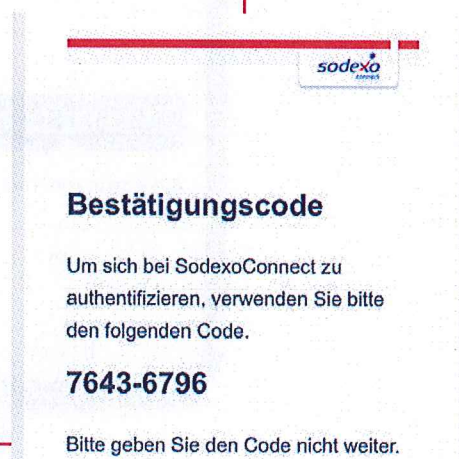 sodexo
connect
Bestätigungscode
Um sich bei SodexoConnect zu
authentifizieren, verwenden Sie bitte
den folgenden Code.
7643-6796
Bitte geben Sie den Code nicht weiter.